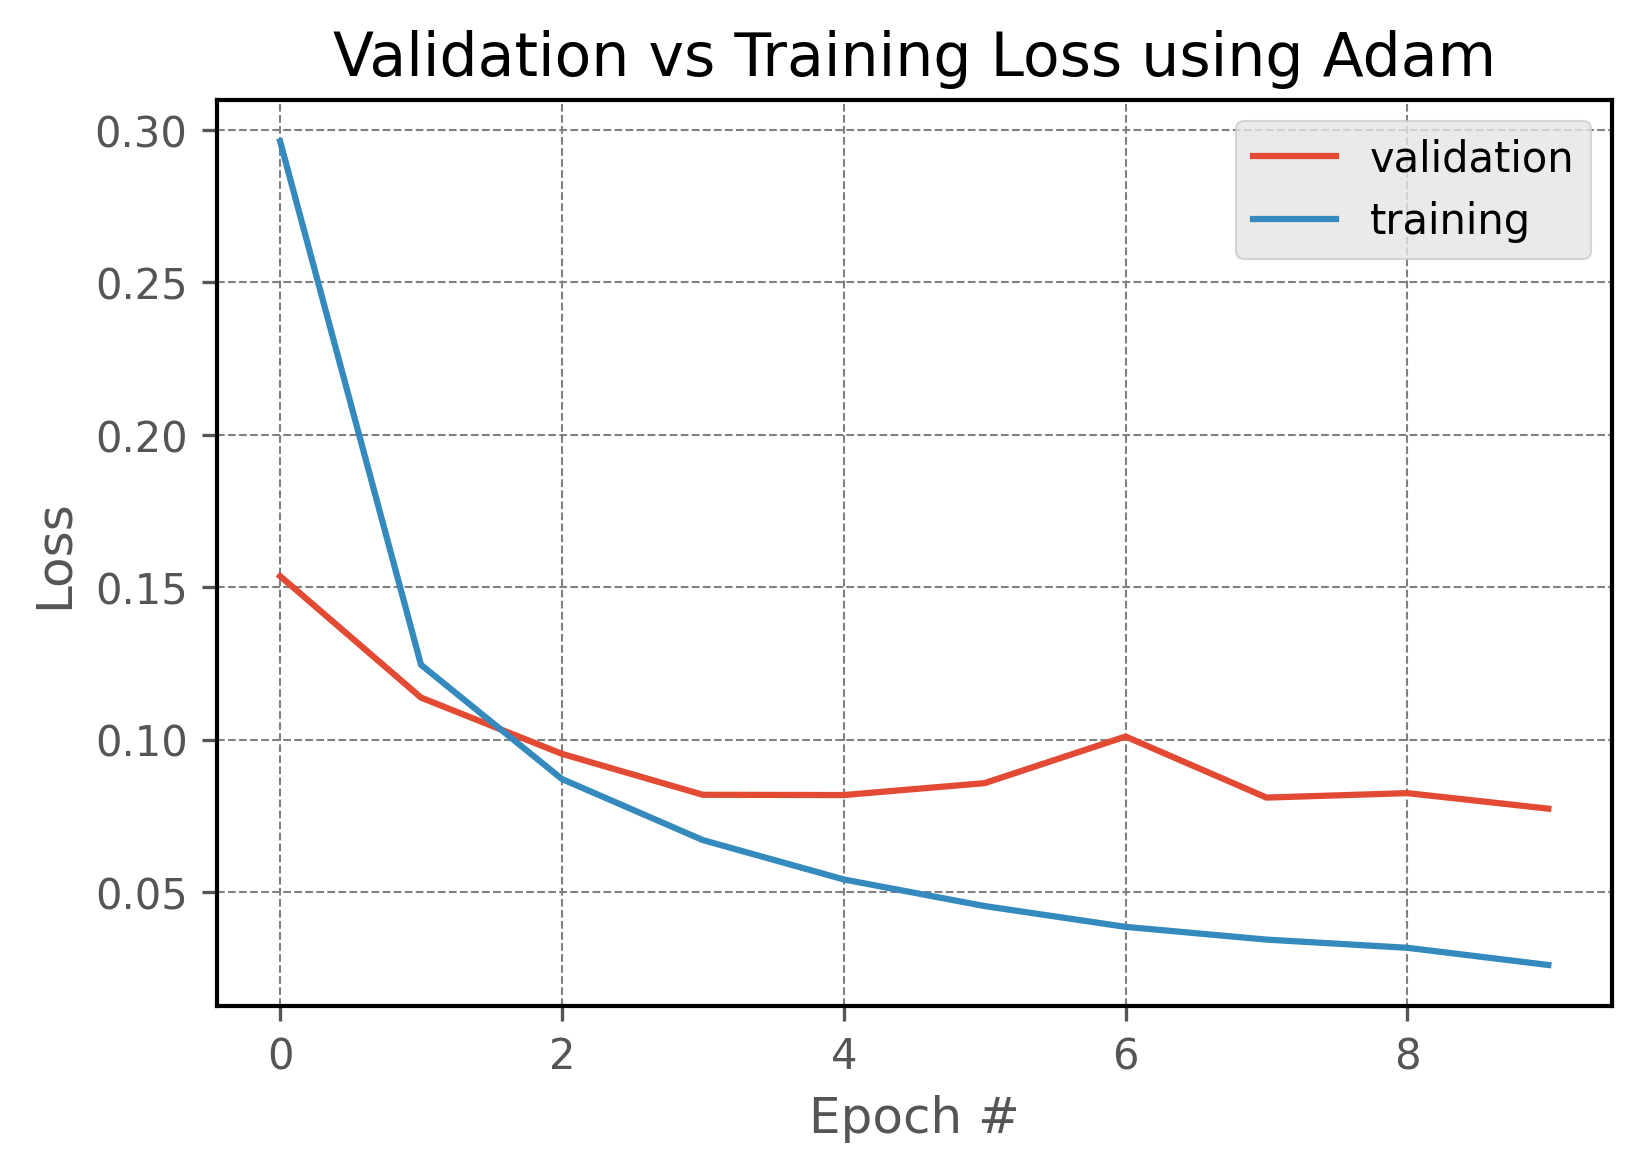 Validation vs Training Loss using Adam
validation
training
0.30
0.25
0.20
0.15
0.10
0.05
Loss
0 2 4 6 8
Epoch #